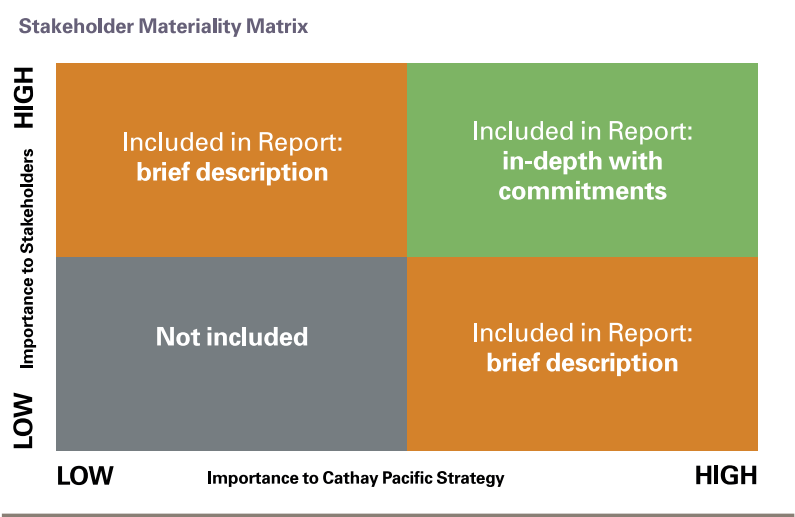 Stakeholder Materiality Matrix
HIGH
Importance to Stakeholders
LOW
Included in Report:
brief description
Included in Report:
in-depth with
commitments
Not included
Included in Report:
brief description
LOW
Importance to Cathay Pacific Strategy
HIGH